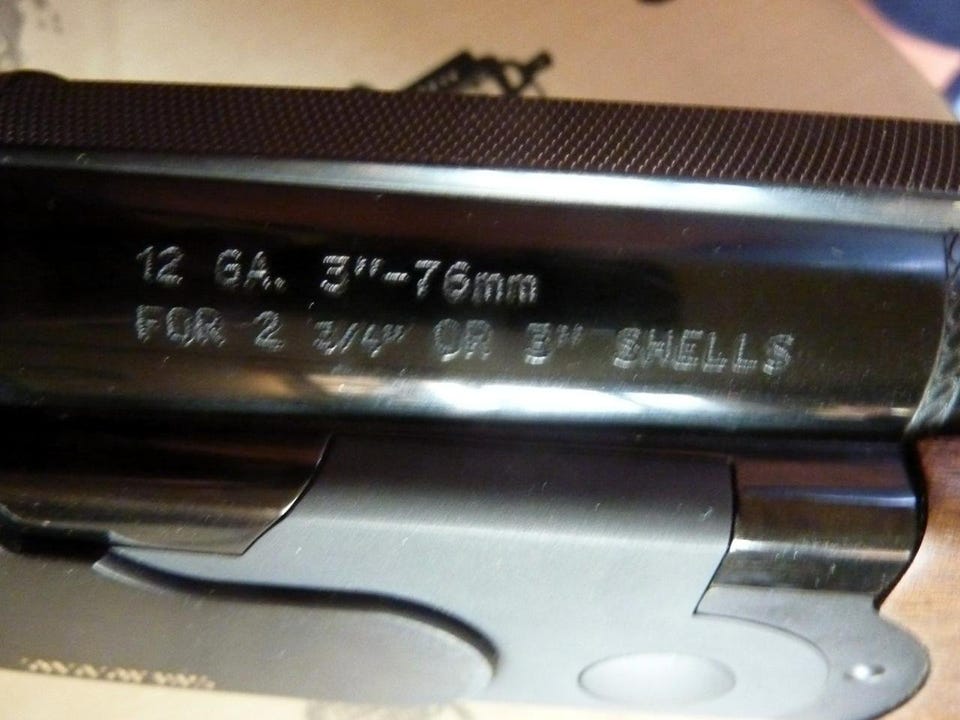 12 GA. 3"-76mm
FOR 2 3/4" OR 3" SHELLS